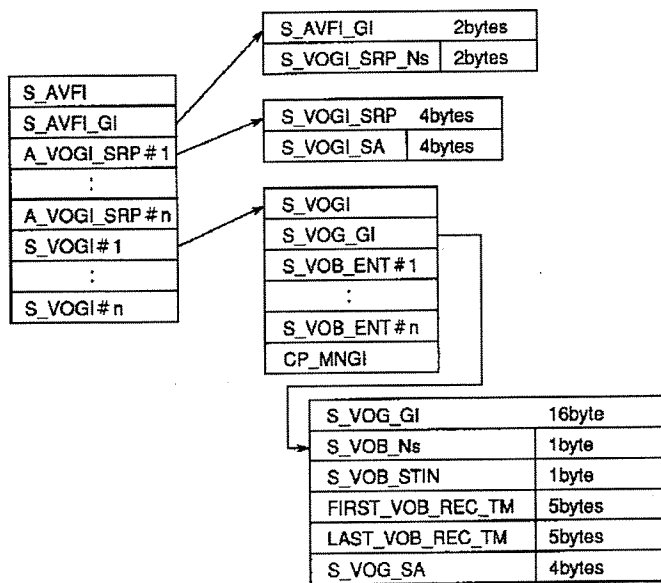 S_AVFI
S_AVFI_GI
A_VOGI_SRP#1
:
A_VOGI_SRP#n
S_VOGI#1
:
S_VOGI#n
S_AVFI_GI 2bytes
S_VOGI_SRP_Ns 2bytes
S_VOGI_SRP 4bytes
S_VOGI_SA 4bytes
S_VOGI
S_VOG_GI
S_VOB_ENT#1
:
S_VOB_ENT#n
CP_MNGI
S_VOG_GI 16byte
S_VOB_Ns 1byte
S_VOB_STIN 1byte
FIRST_VOB_REC_TM 5bytes
LAST_VOB_REC_TM 5bytes
S_VOG_SA 4bytes